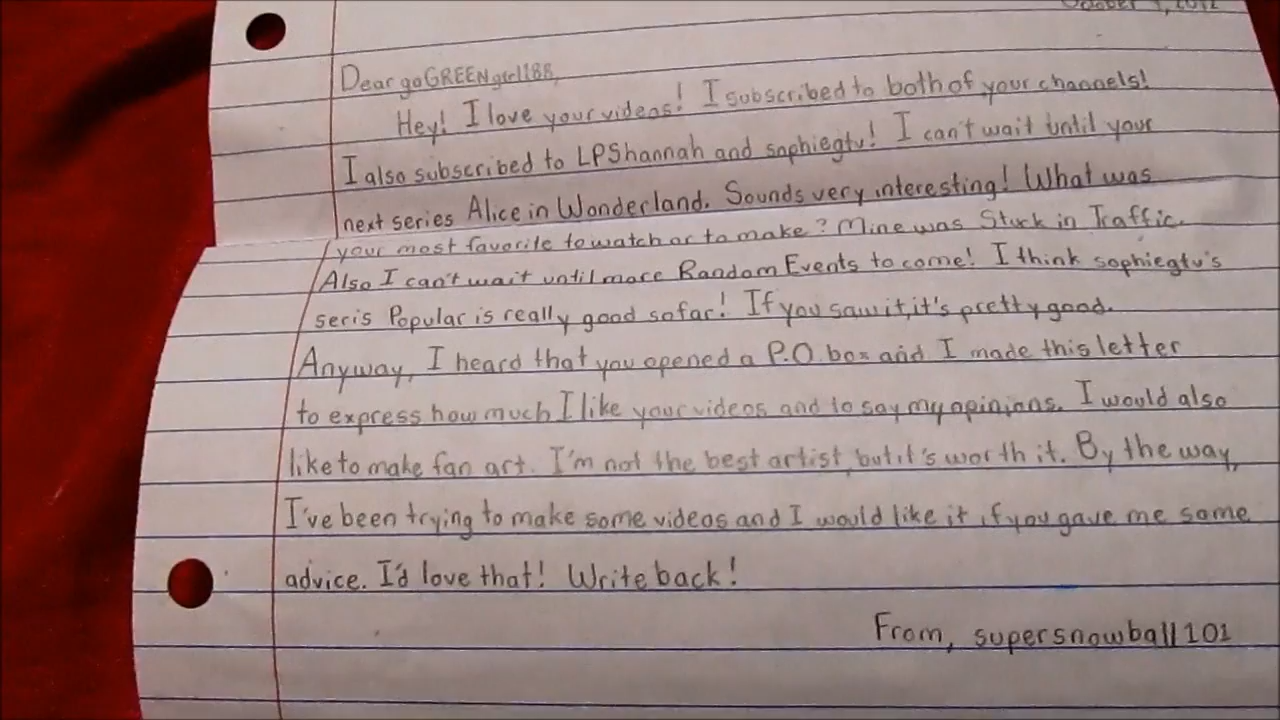 October 1, 2012
Dear goGREENgirl188,
Hey! I love your videos! I subscribed to both of your channels!
I also subscribed to LPShannah and sophiegtv! I can't wait until your
next series Alice in Wonderland. Sounds very interesting! What was
your most favorite to watch or to make? Mine was Stuck in Traffic.
Also I can't wait until more Random Events to come! I think sophiegtv's
seris Popular is really good so far! If you saw it, it's pretty good.
Anyway, I heard that you opened a P.O. box and I made this letter
to express how much I like your videos and to say my opinions. I would also
like to make fan art. I'm not the best artist, but it's worth it. By the way,
I've been trying to make some videos and I would like it if you gave me some
advice. I'd love that! Write back!
From, supersnowball101